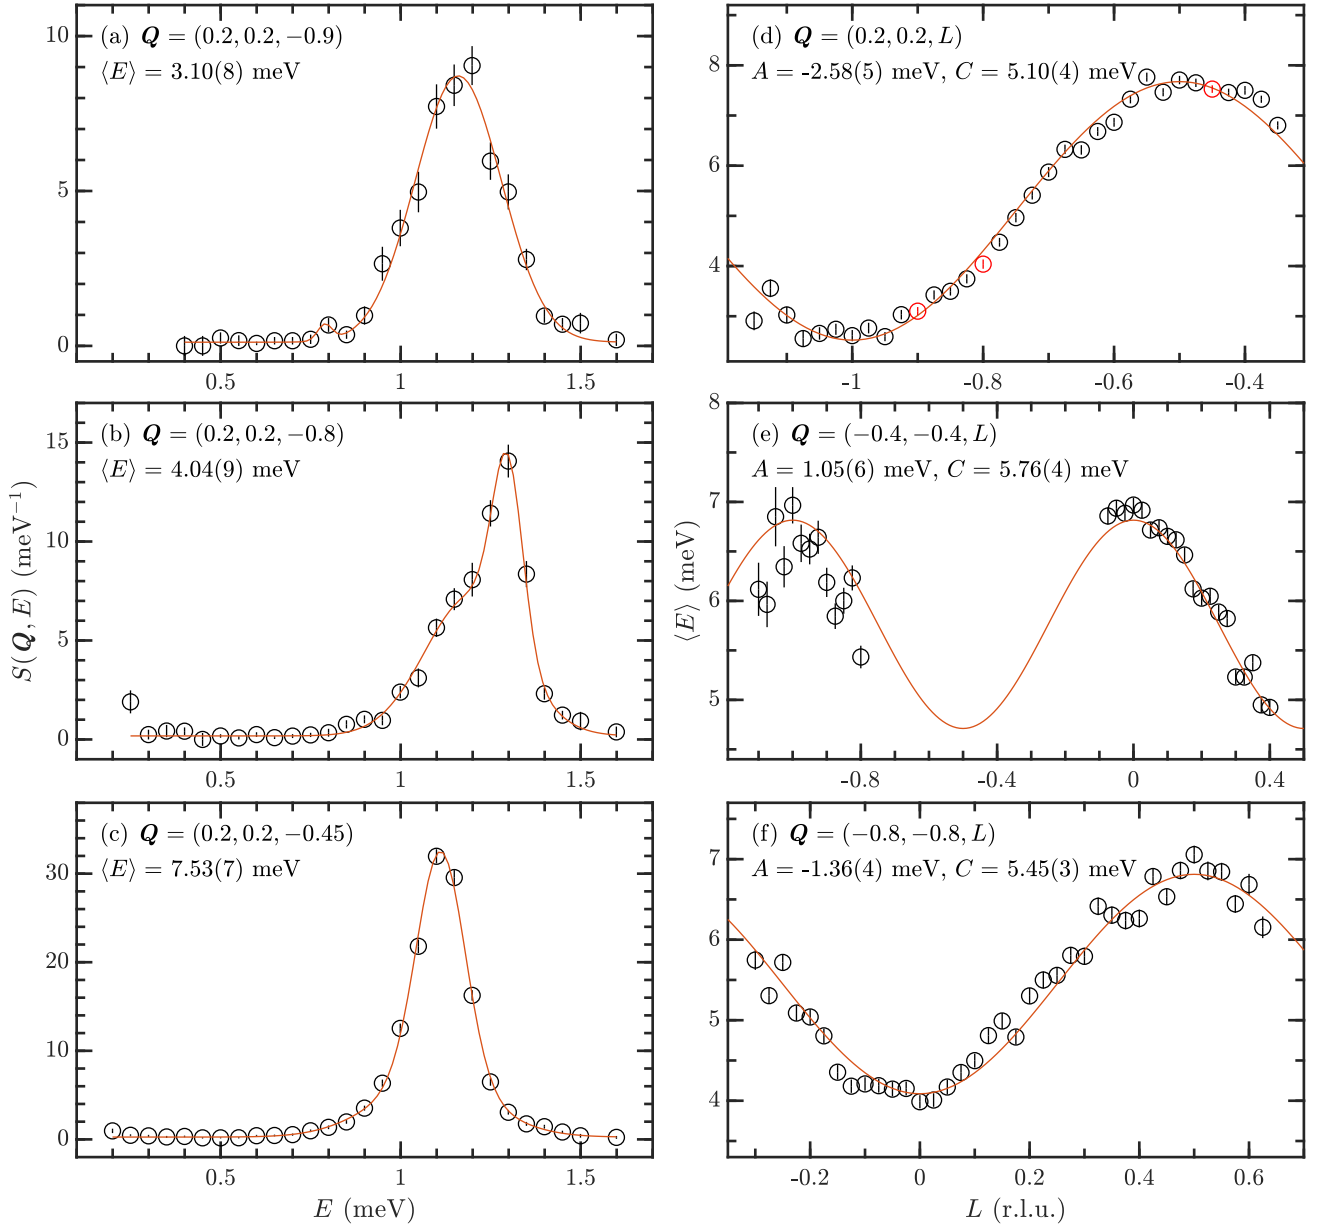 (a) Q = (0.2, 0.2, −0.9)
⟨E⟩ = 3.10(8) meV
10
5
0
0.5
1
1.5
(b) Q = (0.2, 0.2, −0.8)
⟨E⟩ = 4.04(9) meV
15
10
5
0
0.5
1
1.5
S(Q, E) (meV⁻¹)
(c) Q = (0.2, 0.2, −0.45)
⟨E⟩ = 7.53(7) meV
30
20
10
0
0.5
1
1.5
E (meV)
(d) Q = (0.2, 0.2, L)
A = -2.58(5) meV, C = 5.10(4) meV
8
6
4
-1
-0.8
-0.6
-0.4
(e) Q = (−0.4, −0.4, L)
A = 1.05(6) meV, C = 5.76(4) meV
8
7
6
5
-0.8
-0.4
0
0.4
⟨E⟩ (meV)
(f) Q = (−0.8, −0.8, L)
A = -1.36(4) meV, C = 5.45(3) meV
7
6
5
4
-0.2
0
0.2
0.4
0.6
L (r.l.u.)